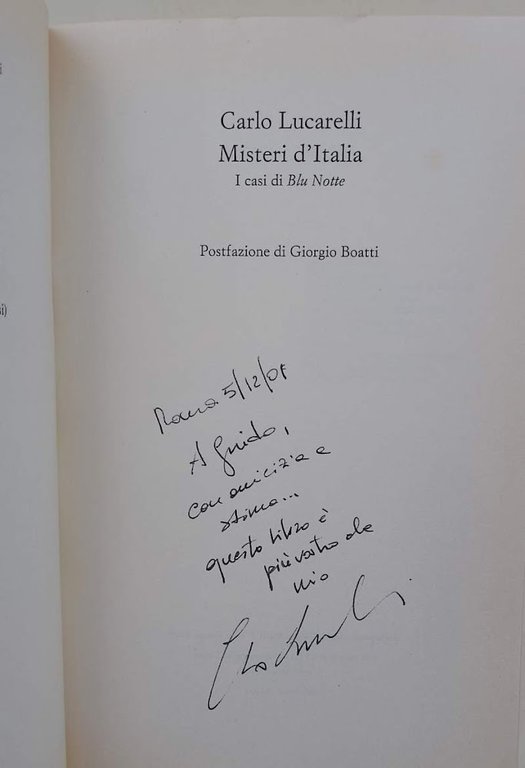 Carlo Lucarelli
Misteri d'Italia
I casi di Blu Notte
Postfazione di Giorgio Boatti
Roma 5/12/07
A Guido,
con amicizia e
stima...
questo libro è
più vostro che
mio